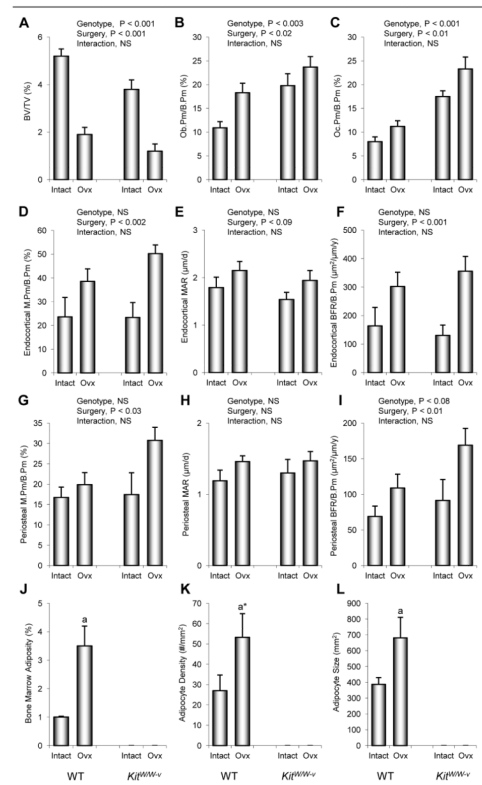 A
Genotype, P < 0.001
Surgery, P < 0.001
Interaction, NS
BV/TV (%)
6
4
2
0
Intact Ovx Intact Ovx
B
Genotype, P < 0.003
Surgery, P < 0.02
Interaction, NS
Ob.Pm/B.Pm (%)
30
25
20
15
10
5
0
Intact Ovx Intact Ovx
C
Genotype, P < 0.001
Surgery, P < 0.01
Interaction, NS
Oc.Pm/B.Pm (%)
30
25
20
15
10
5
0
Intact Ovx Intact Ovx
D
Genotype, NS
Surgery, P < 0.002
Interaction, NS
Endocortical M.Pm/B.Pm (%)
60
50
40
30
20
10
0
Intact Ovx Intact Ovx
E
Genotype, NS
Surgery, P < 0.09
Interaction, NS
Endocortical MAR (µm/d)
3
2
1
0
Intact Ovx Intact Ovx
F
Genotype, NS
Surgery, P < 0.001
Interaction, NS
Endocortical BFR/B.Pm (µm²/µm/y)
500
400
300
200
100
0
Intact Ovx Intact Ovx
G
Genotype, NS
Surgery, P < 0.03
Interaction, NS
Periosteal M.Pm/B.Pm (%)
35
30
25
20
15
10
5
0
Intact Ovx Intact Ovx
H
Genotype, NS
Surgery, NS
Interaction, NS
Periosteal MAR (µm/d)
2
1
0
Intact Ovx Intact Ovx
I
Genotype, P < 0.08
Surgery, P < 0.01
Interaction, NS
Periosteal BFR/B.Pm (µm²/µm/y)
200
150
100
50
0
Intact Ovx Intact Ovx
J
Bone Marrow Adiposity (%)
5
4
3
2
1
0
a
Intact Ovx Intact Ovx
WT Kit^W/W-v
K
Adipocyte Density (#/mm²)
70
60
50
40
30
20
10
0
a*
Intact Ovx Intact Ovx
WT Kit^W/W-v
L
Adipocyte Size (mm²)
900
800
700
600
500
400
300
200
100
0
a
Intact Ovx Intact Ovx
WT Kit^W/W-v